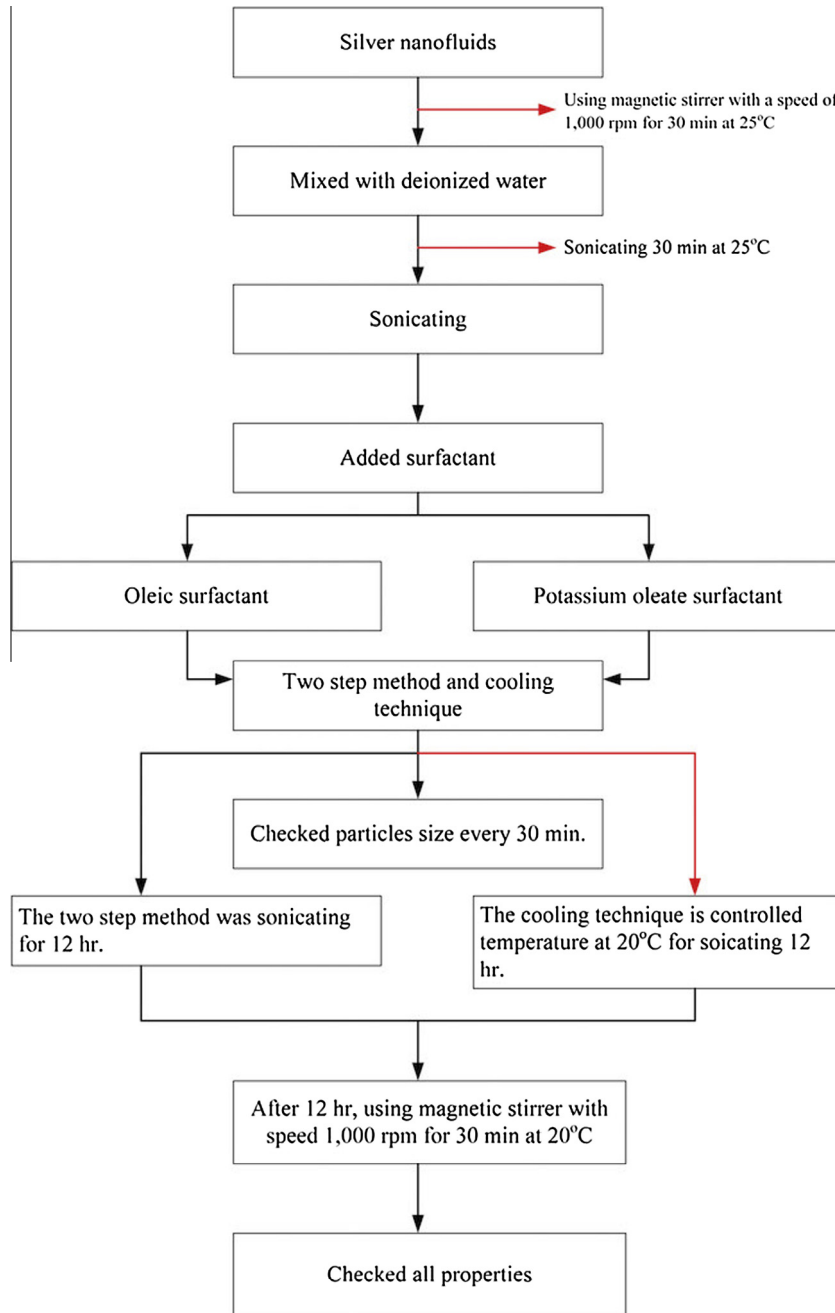 Silver nanofluids
Using magnetic stirrer with a speed of
1,000 rpm for 30 min at 25°C
Mixed with deionized water
Sonicating 30 min at 25°C
Sonicating
Added surfactant
Oleic surfactant
Potassium oleate surfactant
Two step method and cooling
technique
Checked particles size every 30 min.
The two step method was sonicating
for 12 hr.
The cooling technique is controlled
temperature at 20°C for soicating 12
hr.
After 12 hr, using magnetic stirrer with
speed 1,000 rpm for 30 min at 20°C
Checked all properties